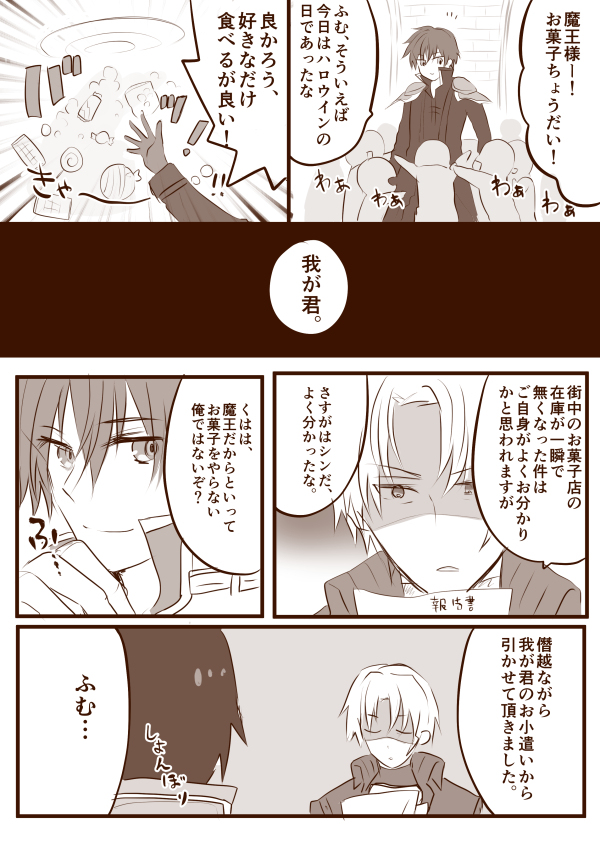 魔王様ー!
お菓子ちょうだい!
ふむ、そういえば
今日はハロウインの
日であったな
わぁ
わぁ
わぁ
良かろう、
好きなだけ
食べるが良い!
バッ
!!
きゃー
我が君。
街中のお菓子店の
在庫が一瞬で
無くなった件は
ご自身がよくお分かり
かと思われますが
さすがはシンだ、
よく分かったな。
報告書
くはは、
魔王だからといって
お菓子をやらない
俺ではないぞ?
ふ…
僭越ながら
我が君のお小遣いから
引かせて頂きました。
ふむ…
しょんぼり